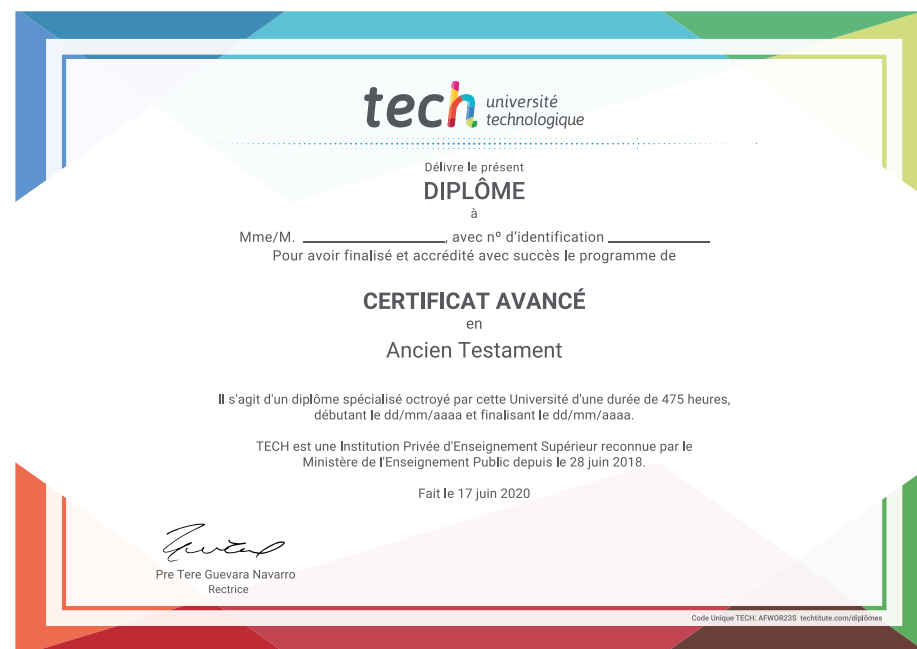 tech université
technologique
Délivre le présent
DIPLÔME
à
Mme/M. ____________________, avec nº d'identification ______________
Pour avoir finalisé et accrédité avec succès le programme de
CERTIFICAT AVANCÉ
en
Ancien Testament
Il s'agit d'un diplôme spécialisé octroyé par cette Université d'une durée de 475 heures,
débutant le dd/mm/aaaa et finalisant le dd/mm/aaaa.
TECH est une Institution Privée d'Enseignement Supérieur reconnue par le
Ministère de l'Enseignement Public depuis le 28 juin 2018.
Fait le 17 juin 2020
Pre Tere Guevara Navarro
Rectrice
Code Unique TECH: AFWOR23S techtitute.com/diplômes